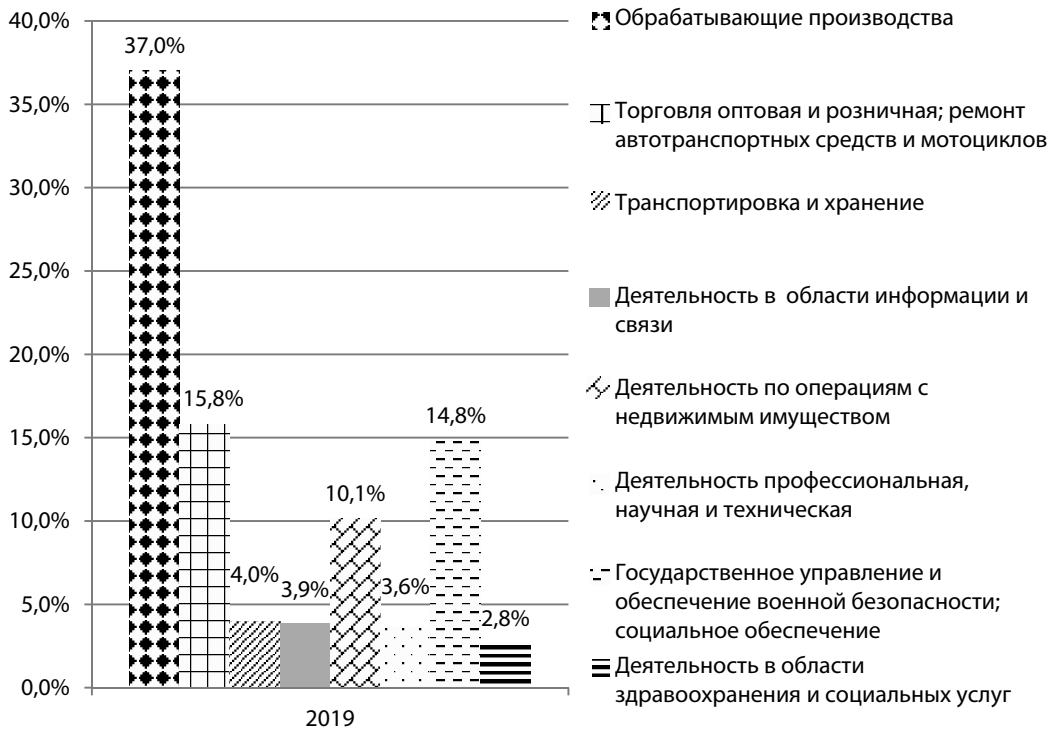 40,0%
35,0%
30,0%
25,0%
20,0%
15,0%
10,0%
5,0%
0,0%
37,0%
15,8%
4,0%
3,9%
10,1%
3,6%
14,8%
2,8%
2019
Обрабатывающие производства
Торговля оптовая и розничная; ремонт
автотранспортных средств и мотоциклов
Транспортировка и хранение
Деятельность в области информации и
связи
Деятельность по операциям с
недвижимым имуществом
Деятельность профессиональная,
научная и техническая
Государственное управление и
обеспечение военной безопасности;
социальное обеспечение
Деятельность в области
здравоохранения и социальных услуг